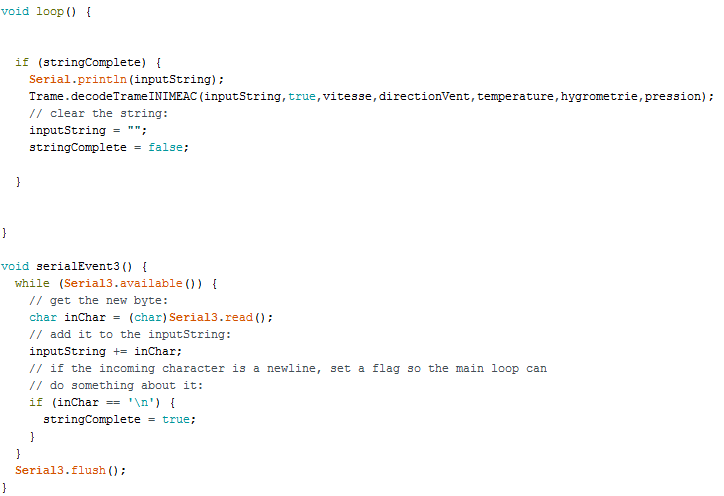 void loop() {
if (stringComplete) {
Serial.println(inputString);
Trame.decodeTrameINIMEAC(inputString,true,vitesse,directionVent,temperature,hygrometrie,pression);
// clear the string:
inputString = "";
stringComplete = false;
}
}
void serialEvent3() {
while (Serial3.available()) {
// get the new byte:
char inChar = (char)Serial3.read();
// add it to the inputString:
inputString += inChar;
// if the incoming character is a newline, set a flag so the main loop can
// do something about it:
if (inChar == '\n') {
stringComplete = true;
}
}
Serial3.flush();
}